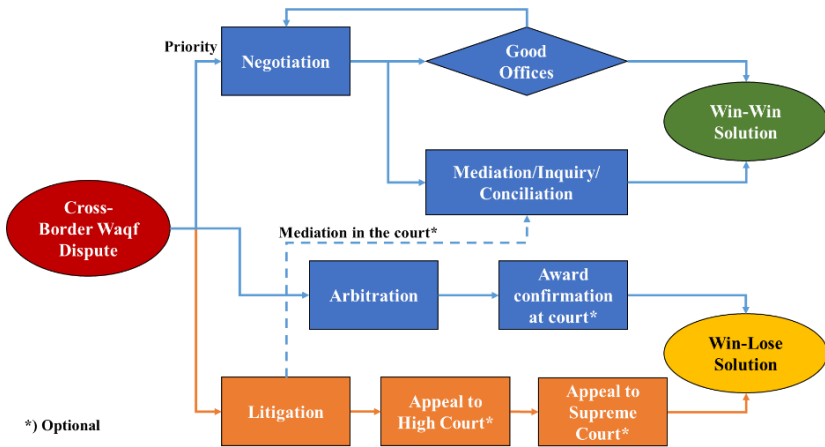 Priority
Negotiation
Good
Offices
Win-Win
Solution
Mediation/Inquiry/
Conciliation
Cross-
Border Waqf
Dispute
Mediation in the court*
Arbitration
Award
confirmation
at court*
Win-Lose
Solution
Litigation
Appeal to
High Court*
Appeal to
Supreme
Court*
*) Optional